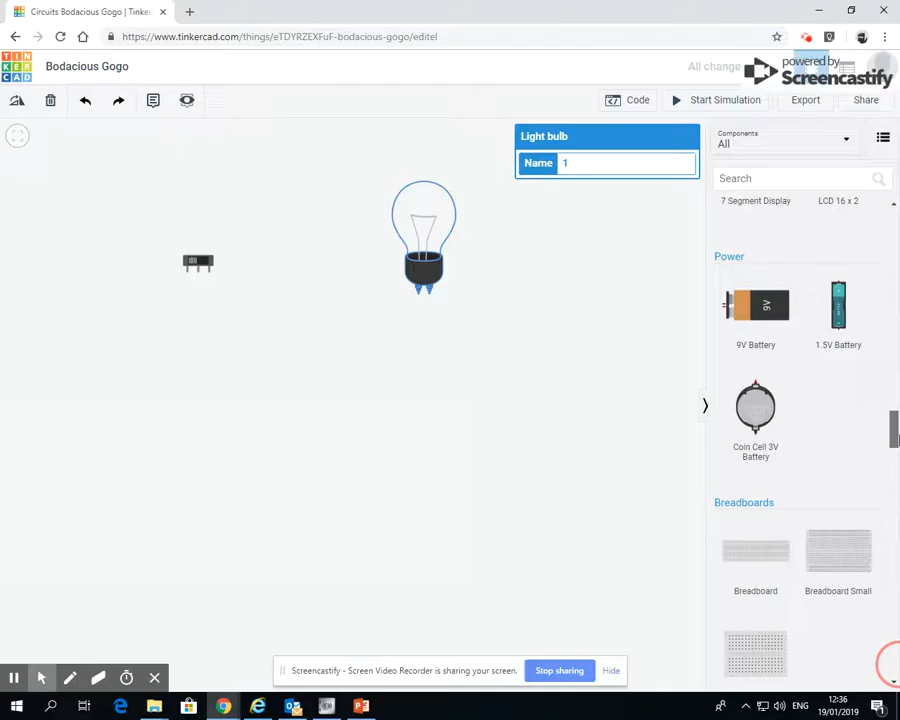 Circuits Bodacious Gogo | Tinker
https://www.tinkercad.com/things/eTDYRZEXFuF-bodacious-gogo/editel
TIN
KER
CAD
Bodacious Gogo
All change
powered by
Screencastify
Code
Start Simulation
Export
Share
Light bulb
Name 1
Components
All
Search
7 Segment Display
LCD 16 x 2
Power
9V
9V Battery
1.5V Battery
Coin Cell 3V
Battery
Breadboards
Breadboard
Breadboard Small
Screencastify - Screen Video Recorder is sharing your screen.
Stop sharing
Hide
ENG
12:36
19/01/2019